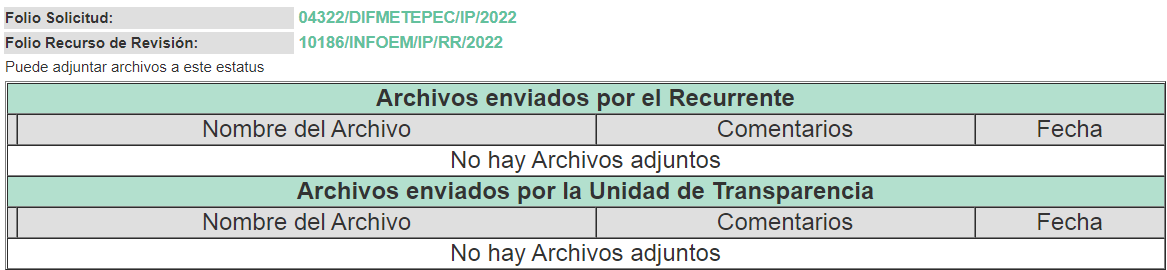 Folio Solicitud: 04322/DIFMETEPEC/IP/2022
Folio Recurso de Revisión: 10186/INFOEM/IP/RR/2022
Puede adjuntar archivos a este estatus
Archivos enviados por el Recurrente
Nombre del Archivo Comentarios Fecha
No hay Archivos adjuntos
Archivos enviados por la Unidad de Transparencia
Nombre del Archivo Comentarios Fecha
No hay Archivos adjuntos